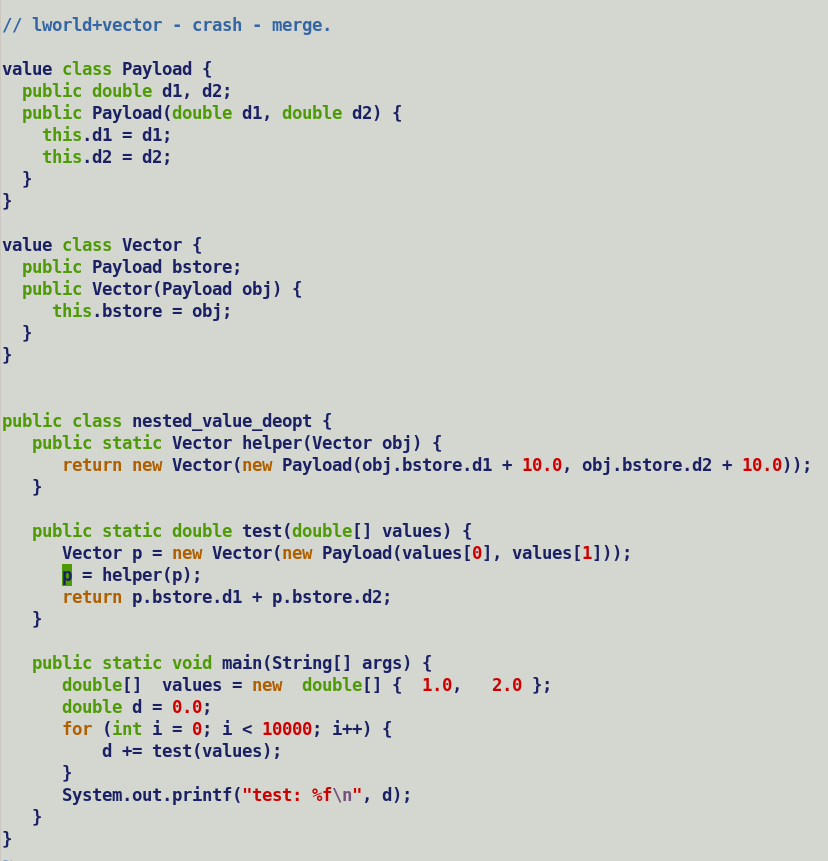 // lworld+vector - crash - merge.

value class Payload {
  public double d1, d2;
  public Payload(double d1, double d2) {
    this.d1 = d1;
    this.d2 = d2;
  }
}

value class Vector {
  public Payload bstore;
  public Vector(Payload obj) {
     this.bstore = obj;
  }
}


public class nested_value_deopt {
   public static Vector helper(Vector obj) {
      return new Vector(new Payload(obj.bstore.d1 + 10.0, obj.bstore.d2 + 10.0));
   }

   public static double test(double[] values) {
      Vector p = new Vector(new Payload(values[0], values[1]));
      p = helper(p);
      return p.bstore.d1 + p.bstore.d2;
   }

   public static void main(String[] args) {
      double[]  values = new  double[] {  1.0,   2.0 };
      double d = 0.0;
      for (int i = 0; i < 10000; i++) {
          d += test(values);
      }
      System.out.printf("test: %f\n", d);
   }
}